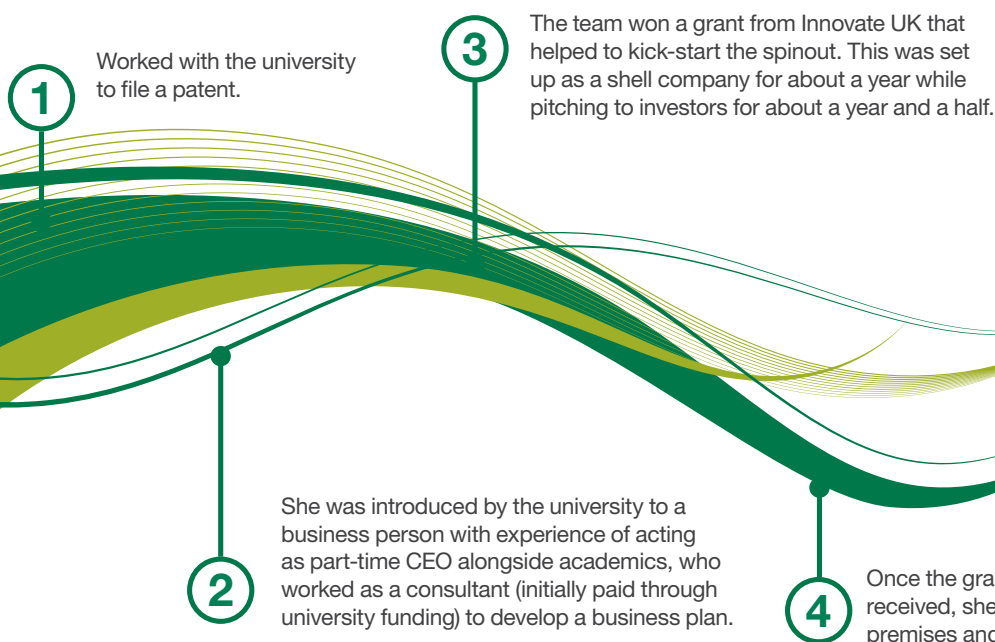 1
Worked with the university
to file a patent.
2
She was introduced by the university to a
business person with experience of acting
as part-time CEO alongside academics, who
worked as a consultant (initially paid through
university funding) to develop a business plan.
3
The team won a grant from Innovate UK that
helped to kick-start the spinout. This was set
up as a shell company for about a year while
pitching to investors for about a year and a half.
4
Once the gra
received, she
premises and